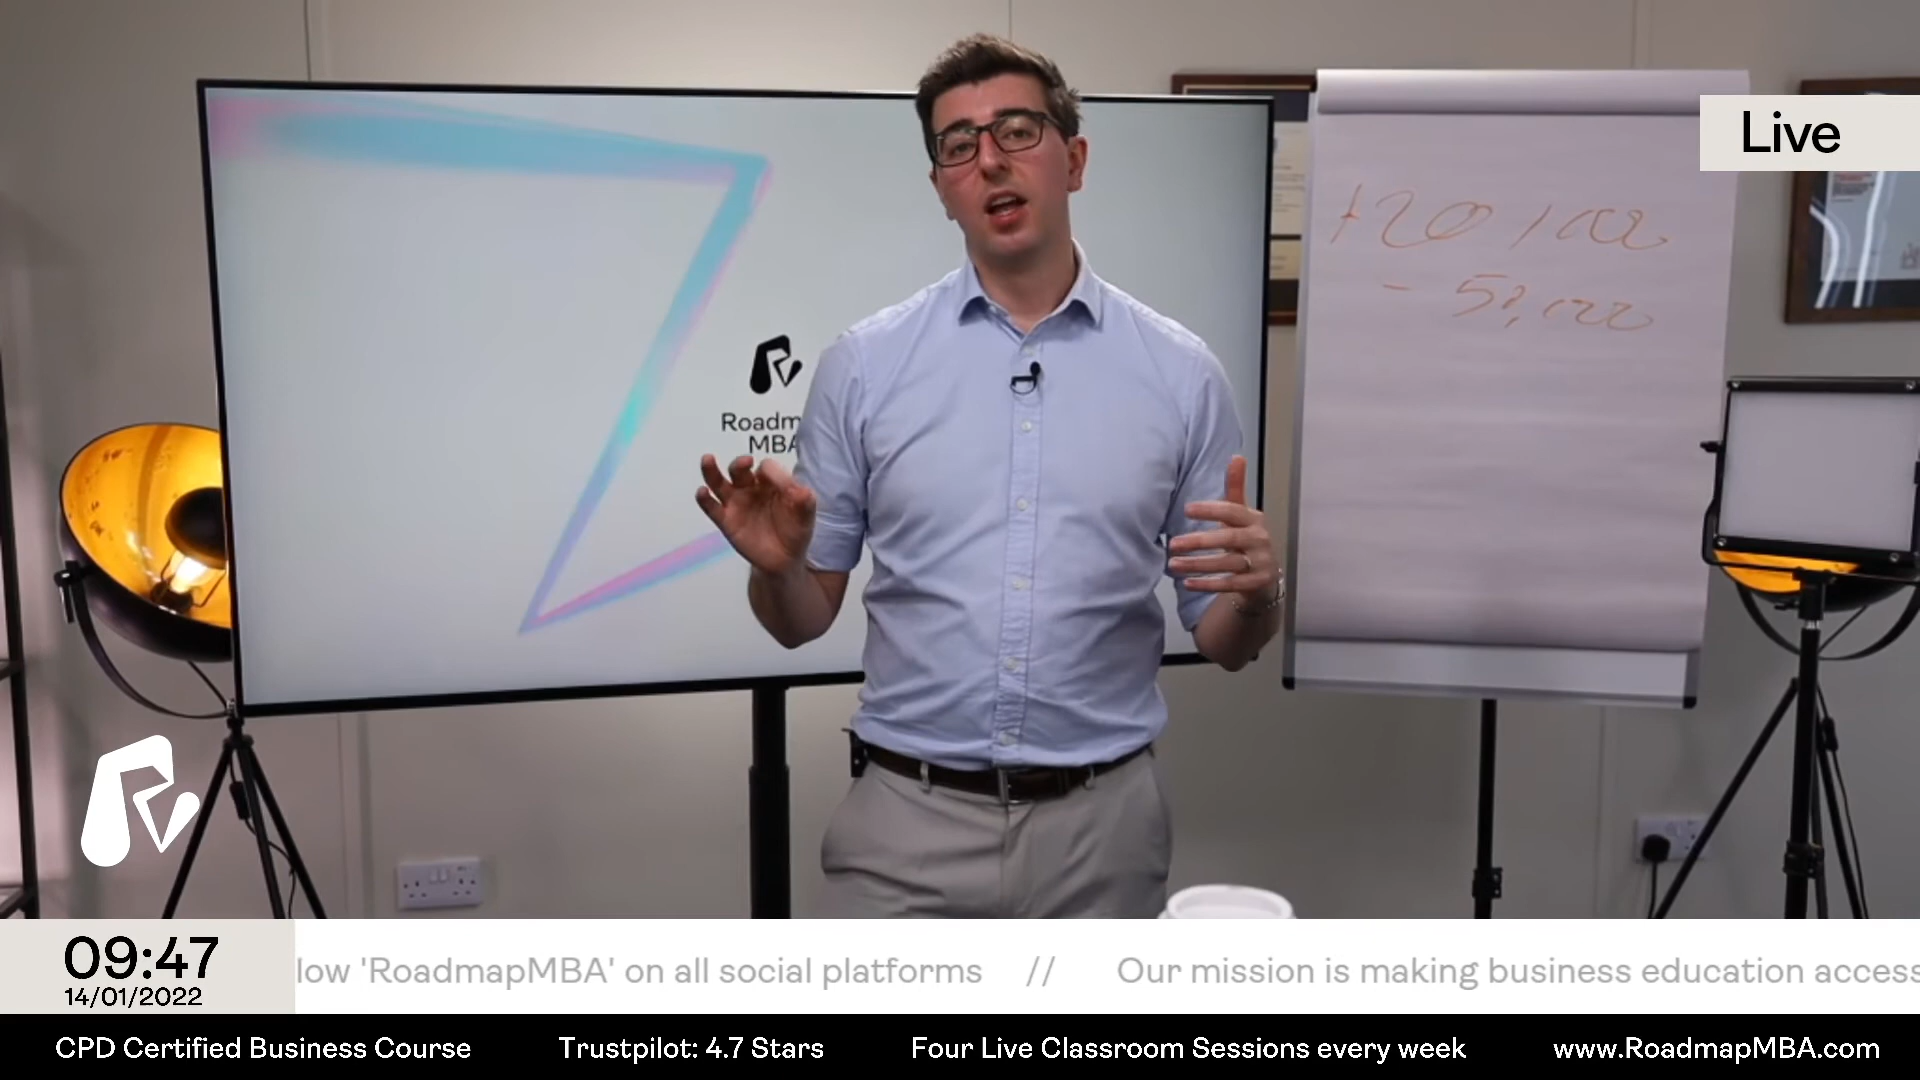 Live
Roadm
MBA
09:47
14/01/2022
low 'RoadmapMBA' on all social platforms // Our mission is making business education access
CPD Certified Business Course Trustpilot: 4.7 Stars Four Live Classroom Sessions every week www.RoadmapMBA.com